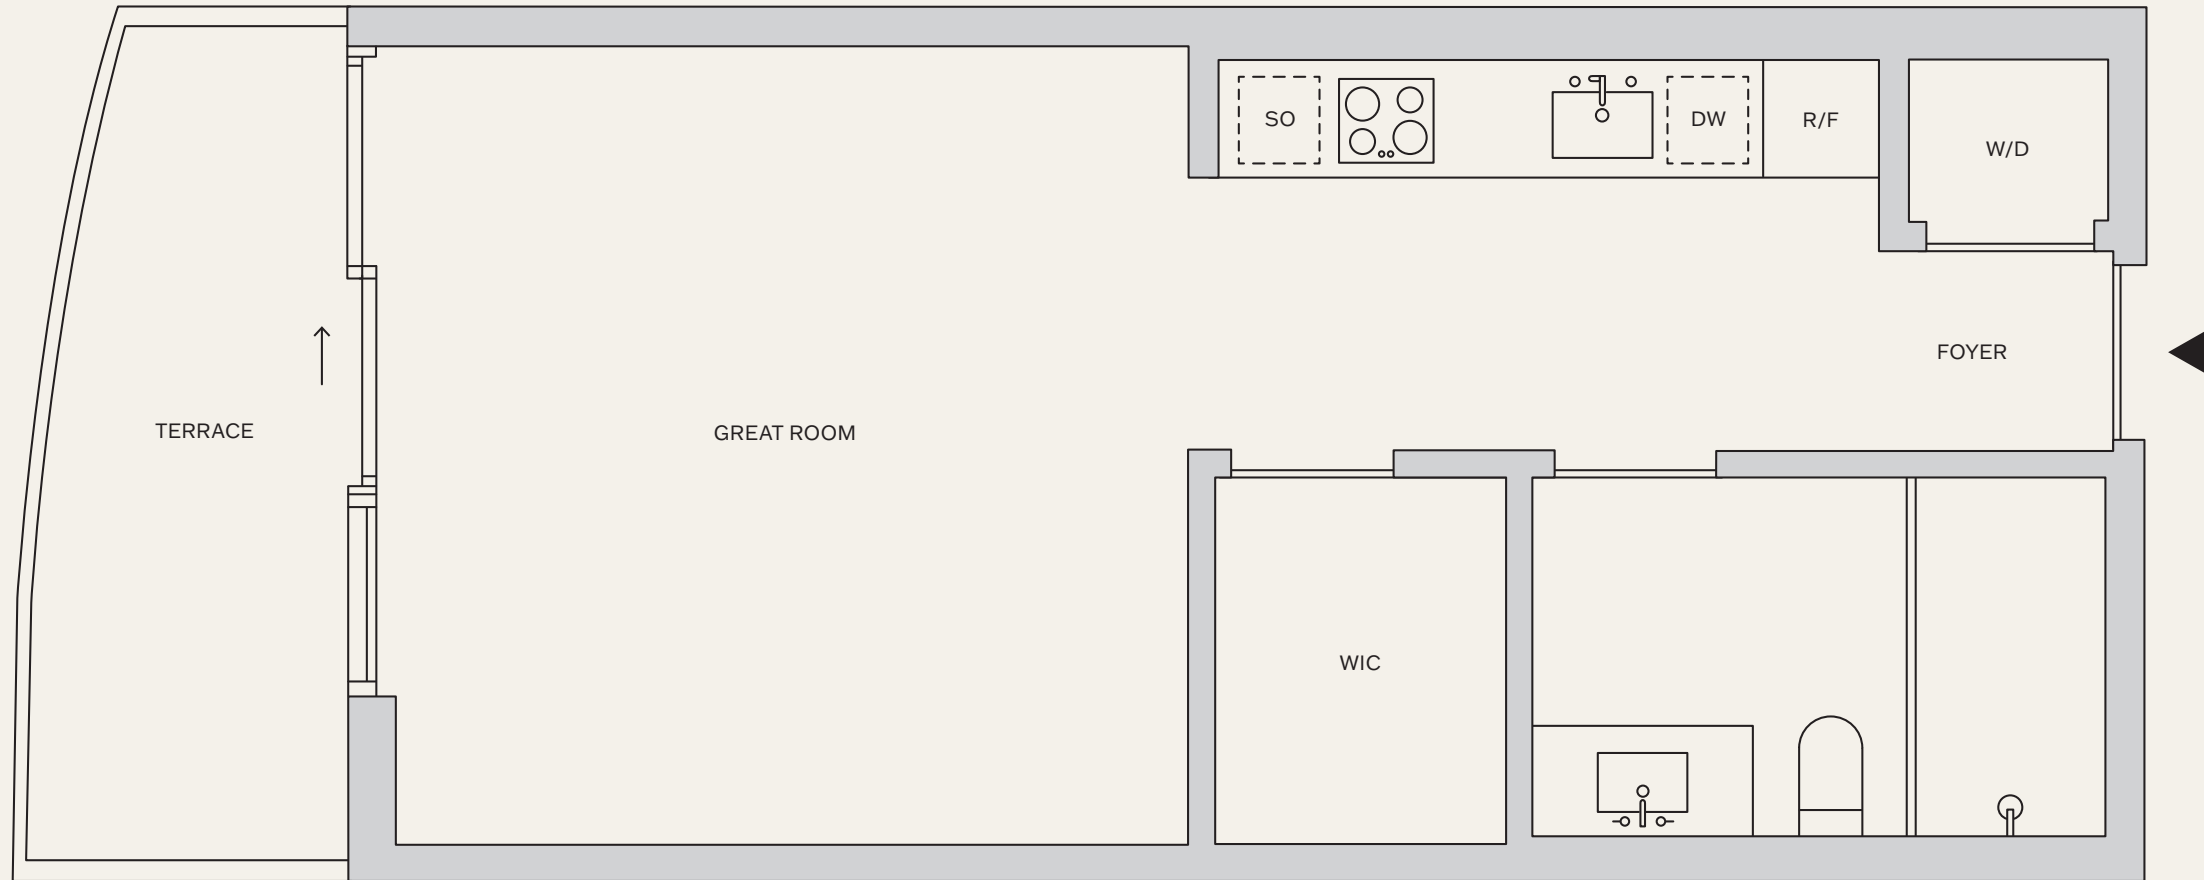 SO
DW
R/F
W/D
FOYER
TERRACE
GREAT ROOM
WIC